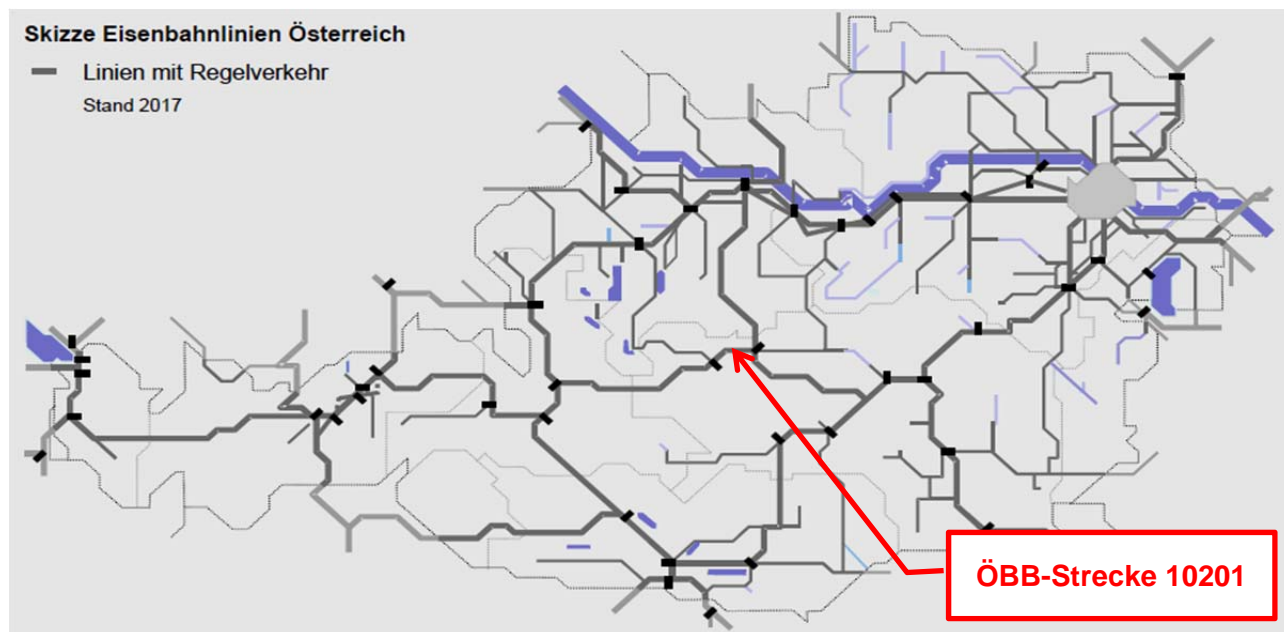 Skizze Eisenbahnlinien Österreich
Linien mit Regelverkehr
Stand 2017
ÖBB-Strecke 10201